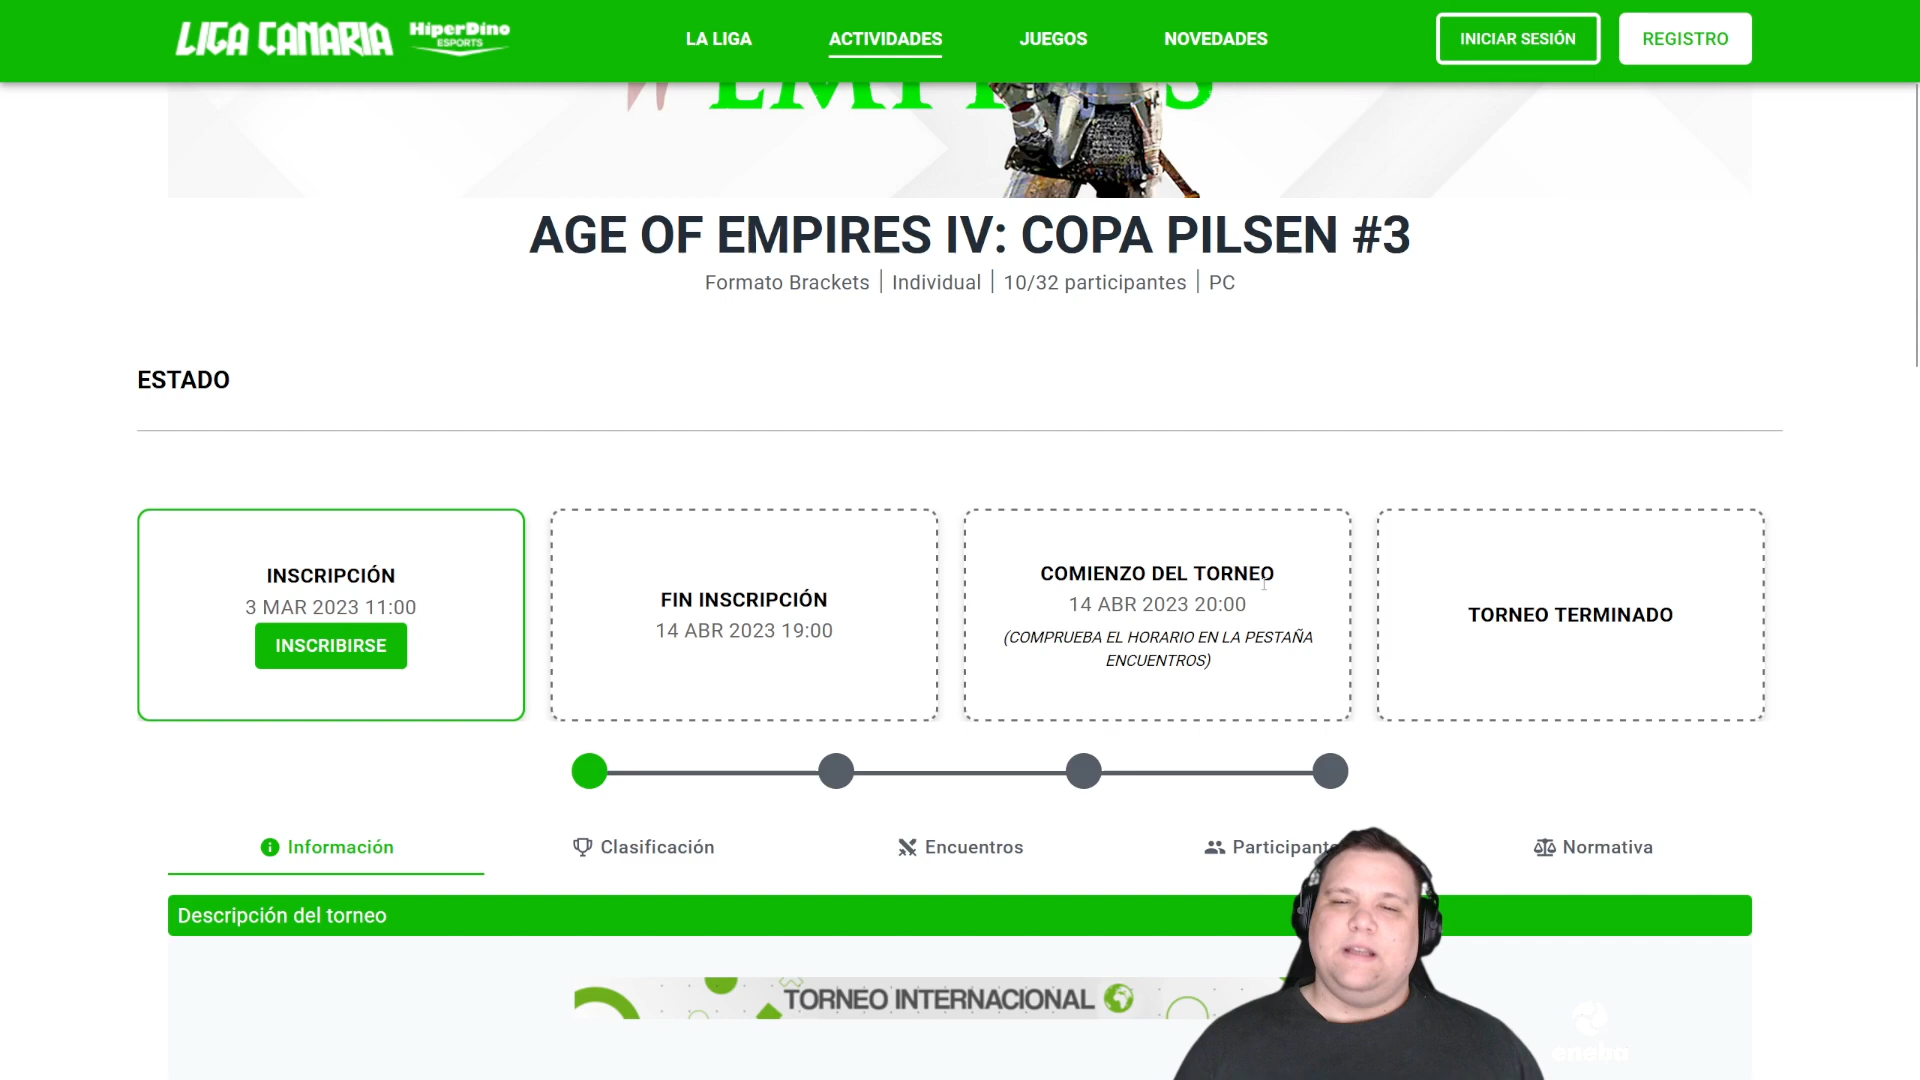 LIGA CANARIA HiperDino ESPORTS LA LIGA ACTIVIDADES JUEGOS NOVEDADES INICIAR SESIÓN REGISTRO
AGE OF EMPIRES IV: COPA PILSEN #3
Formato Brackets | Individual | 10/32 participantes | PC
ESTADO
INSCRIPCIÓN
3 MAR 2023 11:00
INSCRIBIRSE
FIN INSCRIPCIÓN
14 ABR 2023 19:00
COMIENZO DEL TORNEO
14 ABR 2023 20:00
(COMPRUEBA EL HORARIO EN LA PESTAÑA
ENCUENTROS)
TORNEO TERMINADO
Información Clasificación Encuentros Participante Normativa
Descripción del torneo
TORNEO INTERNACIONAL
eneba